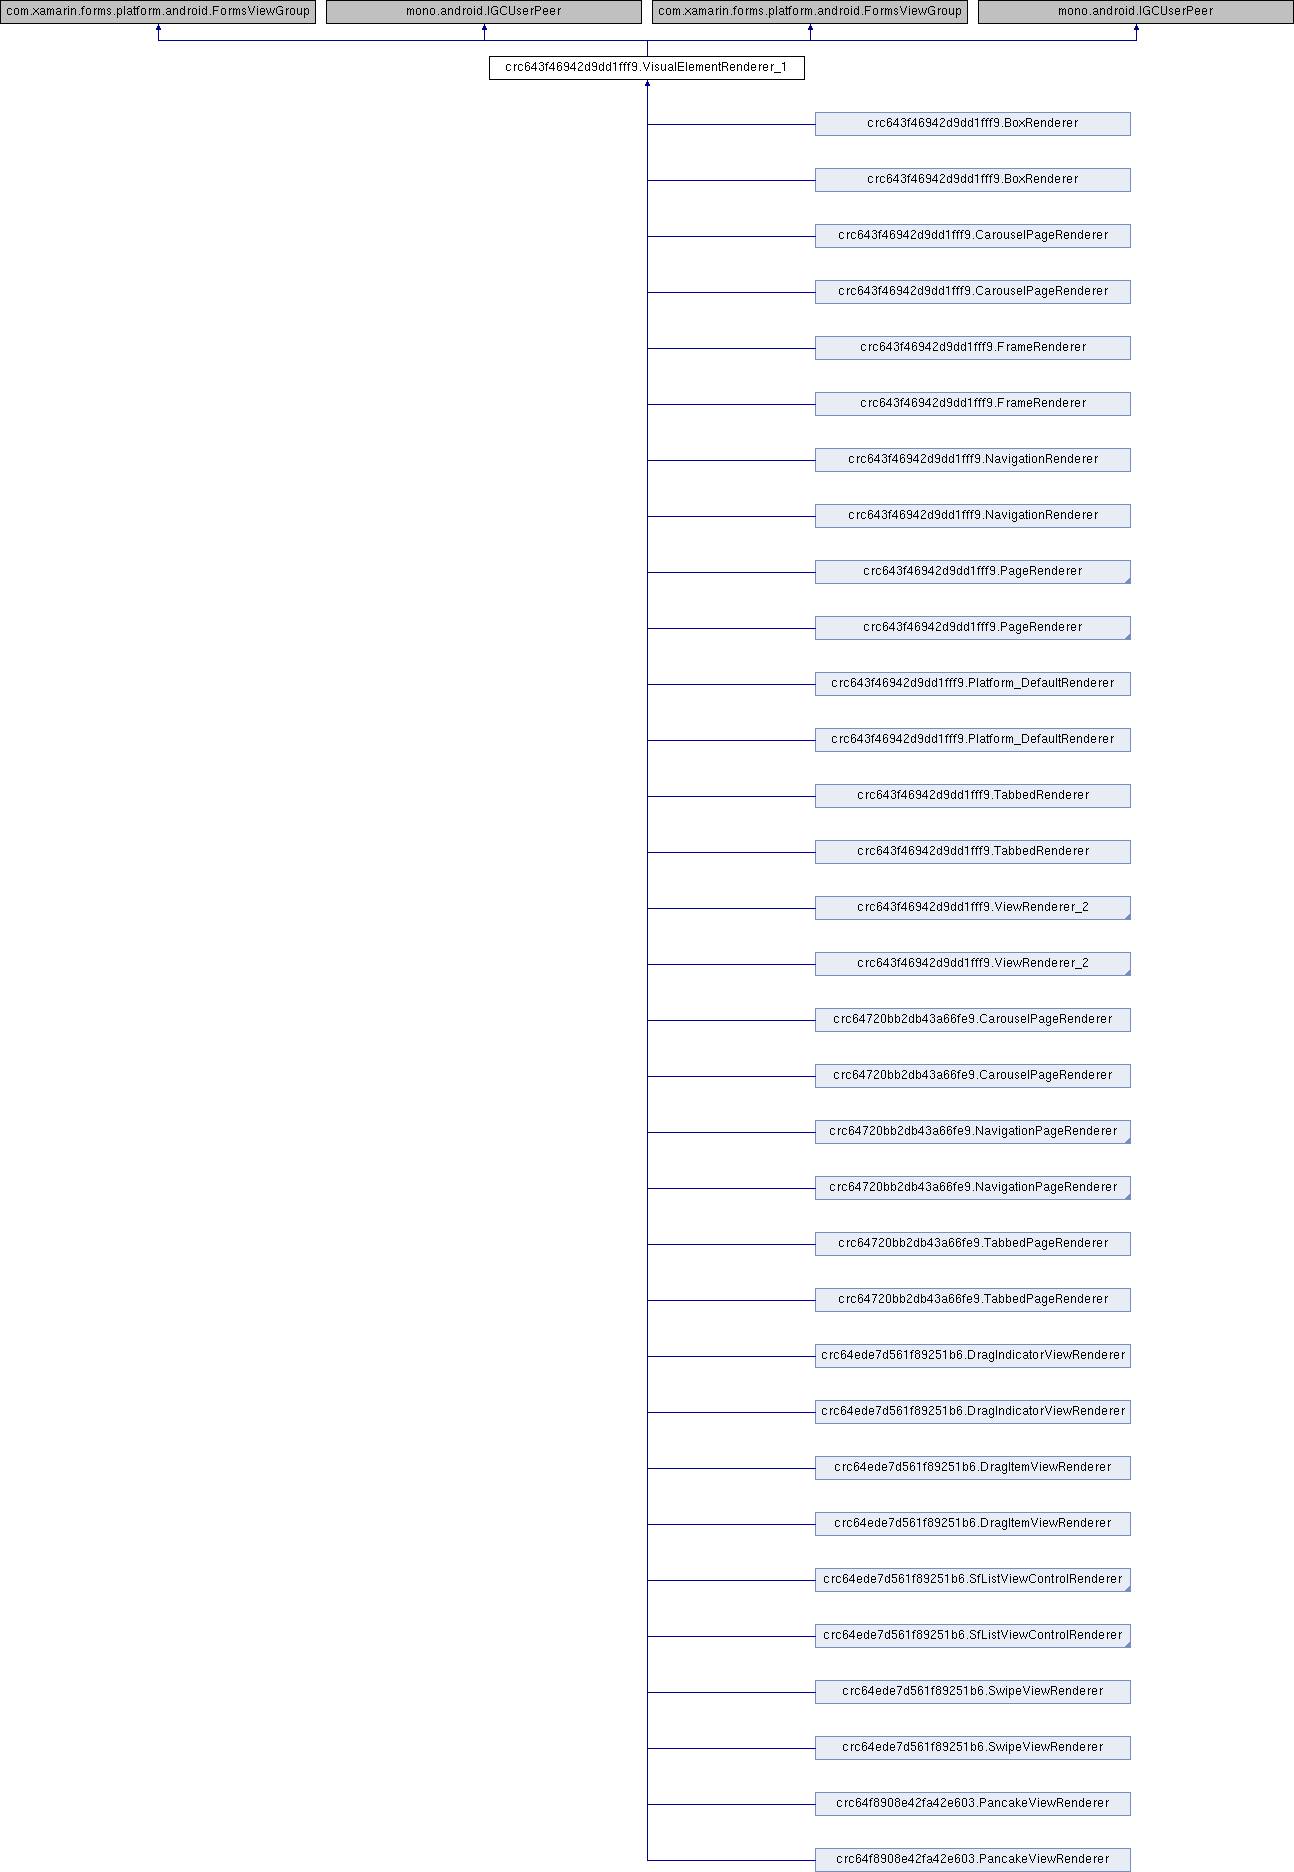 com.xamarin.forms.platform.android.FormsViewGroup
mono.android.IGCUserPeer
com.xamarin.forms.platform.android.FormsViewGroup
mono.android.IGCUserPeer
crc643f46942d9dd1fff9.VisualElementRenderer_1
crc643f46942d9dd1fff9.BoxRenderer
crc643f46942d9dd1fff9.BoxRenderer
crc643f46942d9dd1fff9.CarouselPageRenderer
crc643f46942d9dd1fff9.CarouselPageRenderer
crc643f46942d9dd1fff9.FrameRenderer
crc643f46942d9dd1fff9.FrameRenderer
crc643f46942d9dd1fff9.NavigationRenderer
crc643f46942d9dd1fff9.NavigationRenderer
crc643f46942d9dd1fff9.PageRenderer
crc643f46942d9dd1fff9.PageRenderer
crc643f46942d9dd1fff9.Platform_DefaultRenderer
crc643f46942d9dd1fff9.Platform_DefaultRenderer
crc643f46942d9dd1fff9.TabbedRenderer
crc643f46942d9dd1fff9.TabbedRenderer
crc643f46942d9dd1fff9.ViewRenderer_2
crc643f46942d9dd1fff9.ViewRenderer_2
crc64720bb2db43a66fe9.CarouselPageRenderer
crc64720bb2db43a66fe9.CarouselPageRenderer
crc64720bb2db43a66fe9.NavigationPageRenderer
crc64720bb2db43a66fe9.NavigationPageRenderer
crc64720bb2db43a66fe9.TabbedPageRenderer
crc64720bb2db43a66fe9.TabbedPageRenderer
crc64ede7d561f89251b6.DragIndicatorViewRenderer
crc64ede7d561f89251b6.DragIndicatorViewRenderer
crc64ede7d561f89251b6.DragItemViewRenderer
crc64ede7d561f89251b6.DragItemViewRenderer
crc64ede7d561f89251b6.SfListViewControlRenderer
crc64ede7d561f89251b6.SfListViewControlRenderer
crc64ede7d561f89251b6.SwipeViewRenderer
crc64ede7d561f89251b6.SwipeViewRenderer
crc64f8908e42fa42e603.PancakeViewRenderer
crc64f8908e42fa42e603.PancakeViewRenderer